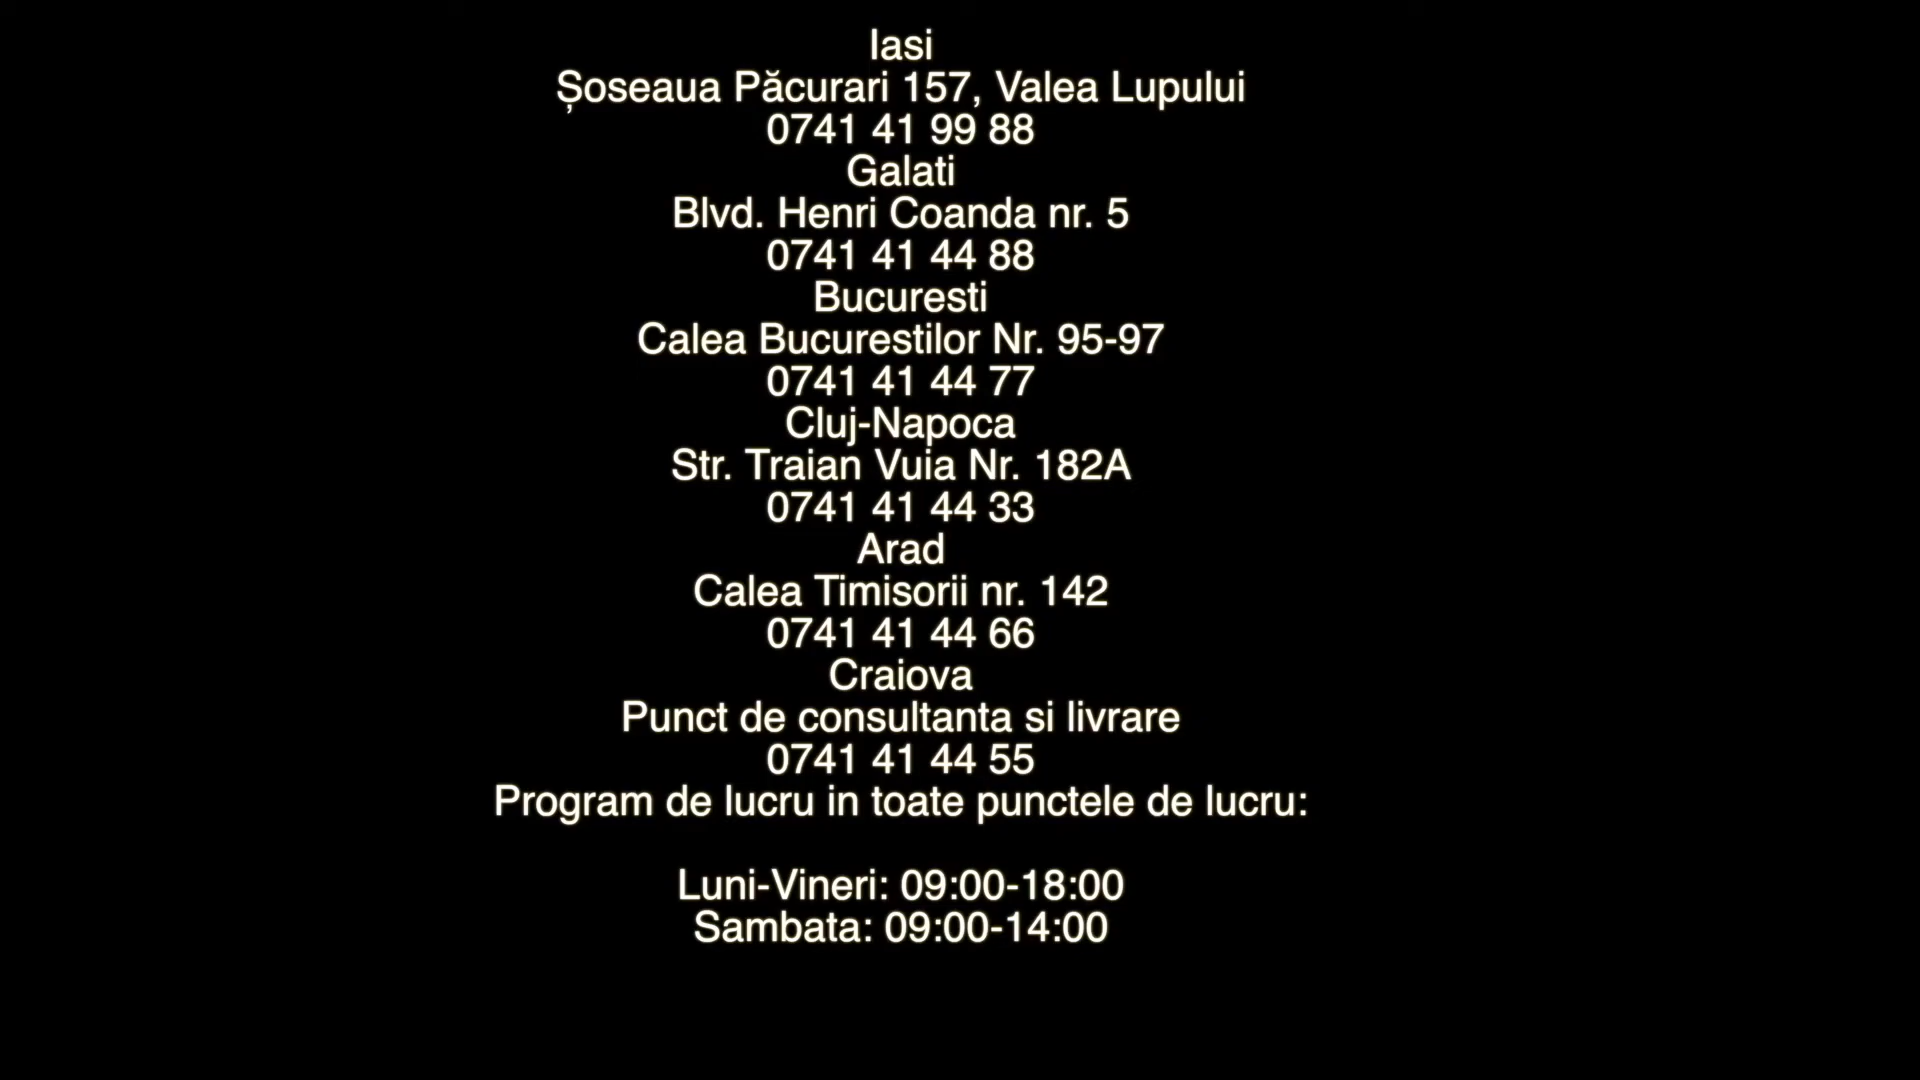 Iasi
Șoseaua Păcurari 157, Valea Lupului
0741 41 99 88
Galati
Blvd. Henri Coanda nr. 5
0741 41 44 88
Bucuresti
Calea Bucurestilor Nr. 95-97
0741 41 44 77
Cluj-Napoca
Str. Traian Vuia Nr. 182A
0741 41 44 33
Arad
Calea Timisorii nr. 142
0741 41 44 66
Craiova
Punct de consultanta si livrare
0741 41 44 55
Program de lucru in toate punctele de lucru:
Luni-Vineri: 09:00-18:00
Sambata: 09:00-14:00